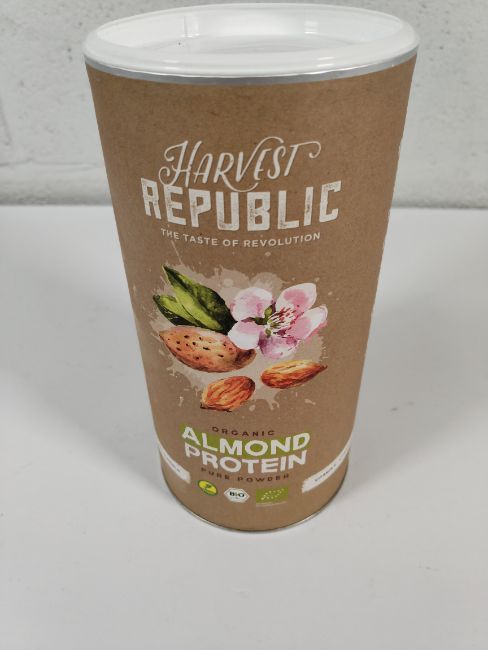 HARVEST
REPUBLIC
THE TASTE OF REVOLUTION
ORGANIC
ALMOND
PROTEIN
PURE POWDER
BIO